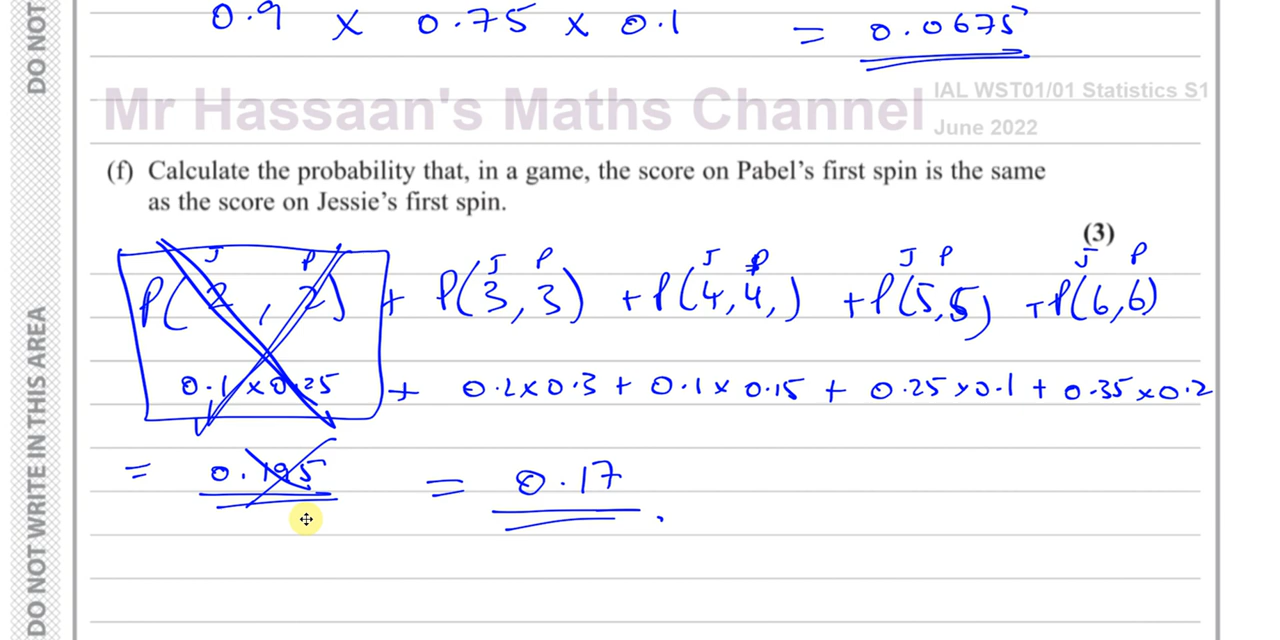 DO NOT
0.9 × 0.75 × 0.1 = 0.0675
Mr Hassaan's Maths Channel
IAL WST01/01 Statistics S1
June 2022
(f) Calculate the probability that, in a game, the score on Pabel's first spin is the same
as the score on Jessie's first spin.
(3)
J P J P J P J P J P
P(2, 2) + P(3, 3) + P(4, 4,) + P(5,5) + P(6,6)
0.1 × 0.25 + 0.2×0.3 + 0.1 × 0.15 + 0.25×0.1 + 0.35×0.2
= 0.195 = 0.17.
DO NOT WRITE IN THIS AREA